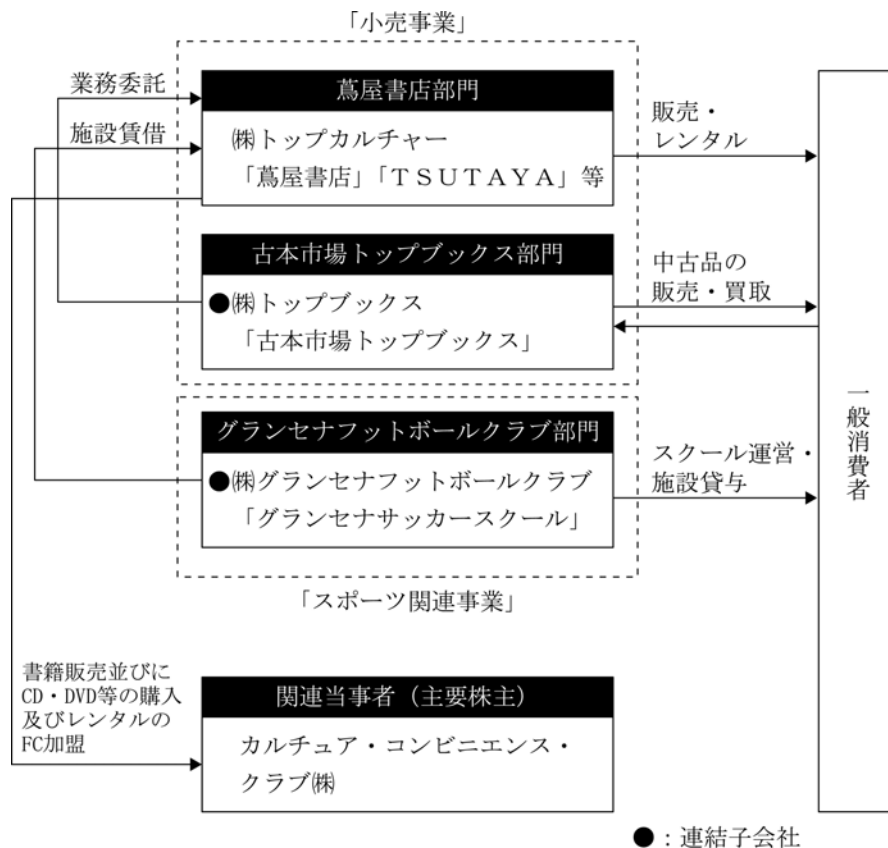 「小売事業」
業務委託
蔦屋書店部門
施設賃借
㈱トップカルチャー
「蔦屋書店」「ＴＳＵＴＡＹＡ」等
販売・
レンタル
古本市場トップブックス部門
●㈱トップブックス
「古本市場トップブックス」
中古品の
販売・買取
グランセナフットボールクラブ部門
●㈱グランセナフットボールクラブ
「グランセナサッカースクール」
スクール運営・
施設貸与
一般消費者
「スポーツ関連事業」
書籍販売並びに
CD・DVD等の購入
及びレンタルの
FC加盟
関連当事者（主要株主）
カルチュア・コンビニエンス・
クラブ㈱
●：連結子会社